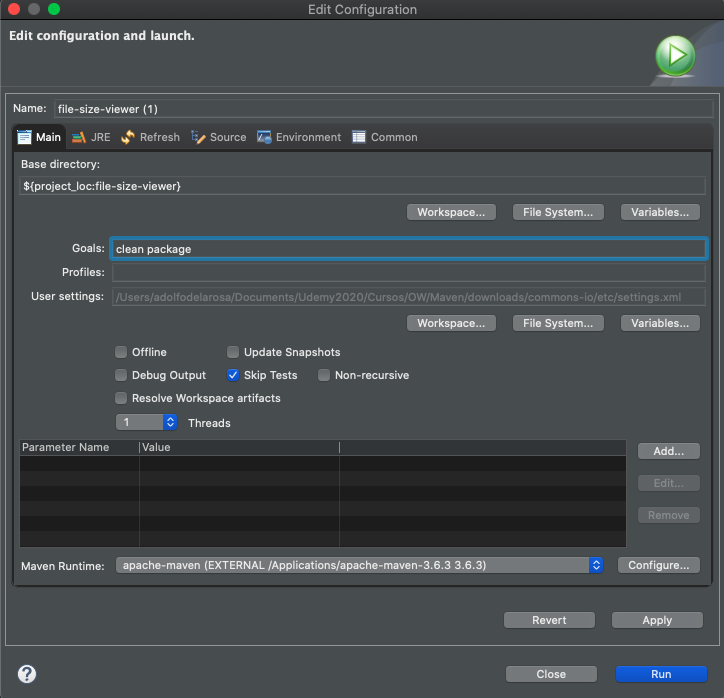 Edit Configuration
Edit configuration and launch.
Name: file-size-viewer (1)
Main JRE Refresh Source Environment Common
Base directory:
${project_loc:file-size-viewer}
Workspace... File System... Variables...
Goals: clean package
Profiles:
User settings: /Users/adolfodelarosa/Documents/Udemy2020/Cursos/OW/Maven/downloads/commons-io/etc/settings.xml
Workspace... File System... Variables...
Offline Update Snapshots
Debug Output Skip Tests Non-recursive
Resolve Workspace artifacts
1 Threads
Parameter Name Value
Add...
Edit...
Remove
Maven Runtime: apache-maven (EXTERNAL /Applications/apache-maven-3.6.3 3.6.3) Configure...
Revert Apply
? Close Run